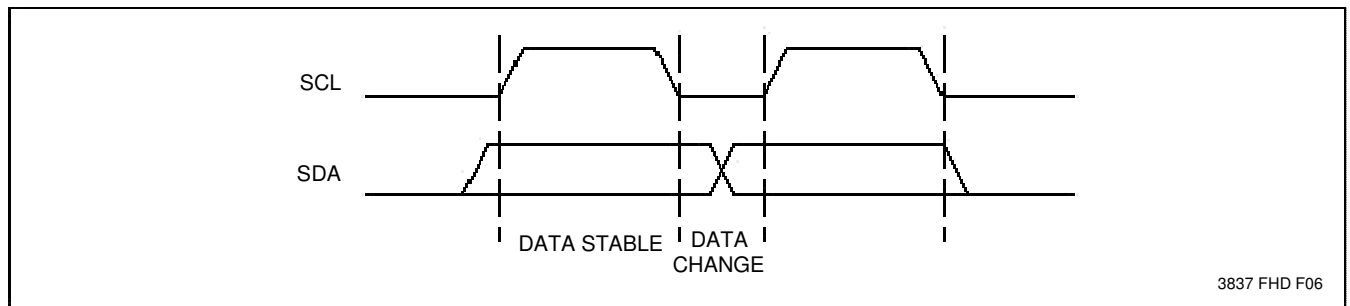 SCL
SDA
DATA STABLE
DATA
CHANGE
3837 FHD F06